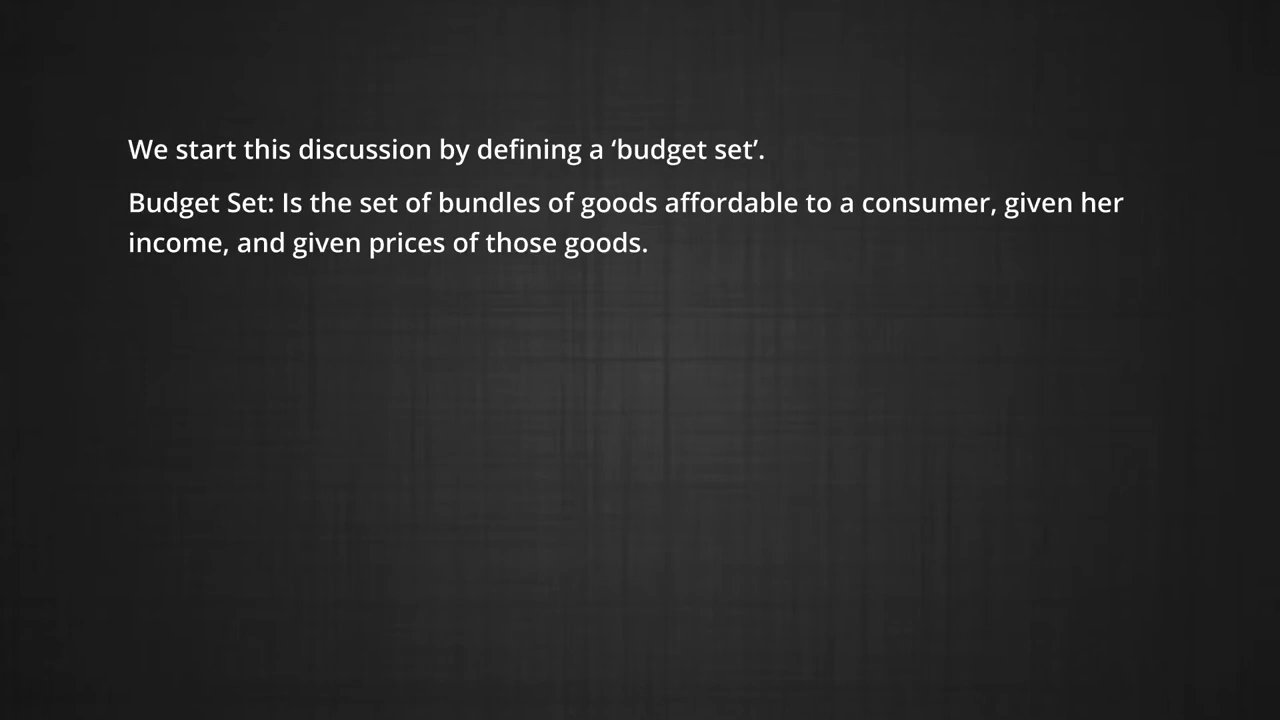 We start this discussion by defining a ‘budget set’.
Budget Set: Is the set of bundles of goods affordable to a consumer, given her
income, and given prices of those goods.